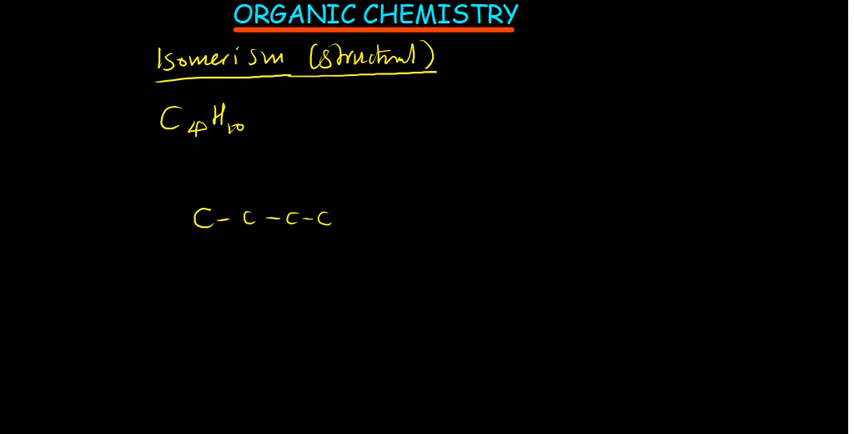 ORGANIC CHEMISTRY
Isomerism (structural)
C4H10
C - C - C - C